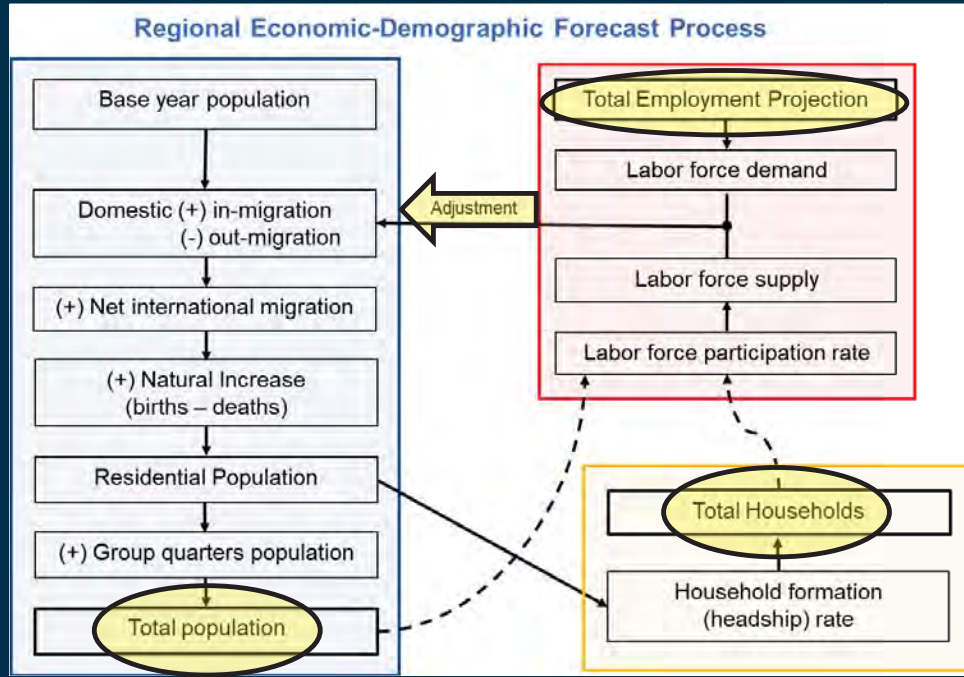 Regional Economic-Demographic Forecast Process
Base year population
Domestic (+) in-migration
(-) out-migration
(+) Net international migration
(+) Natural Increase
(births – deaths)
Residential Population
(+) Group quarters population
Total population
Adjustment
Total Employment Projection
Labor force demand
Labor force supply
Labor force participation rate
Total Households
Household formation
(headship) rate